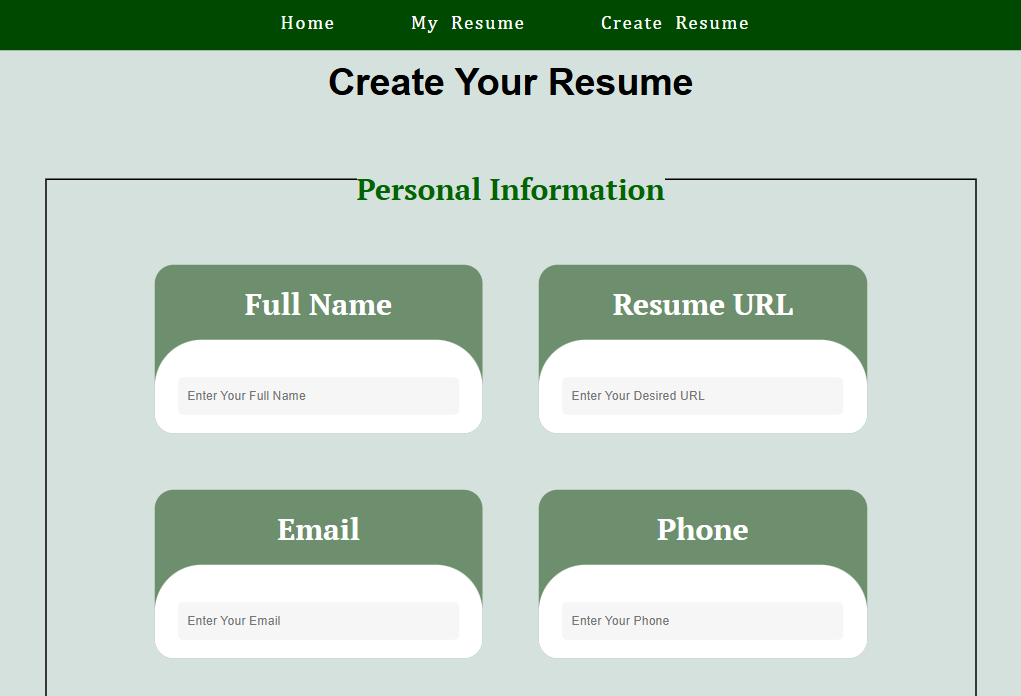 Home My Resume Create Resume
Create Your Resume
Personal Information
Full Name
Enter Your Full Name
Resume URL
Enter Your Desired URL
Email
Enter Your Email
Phone
Enter Your Phone